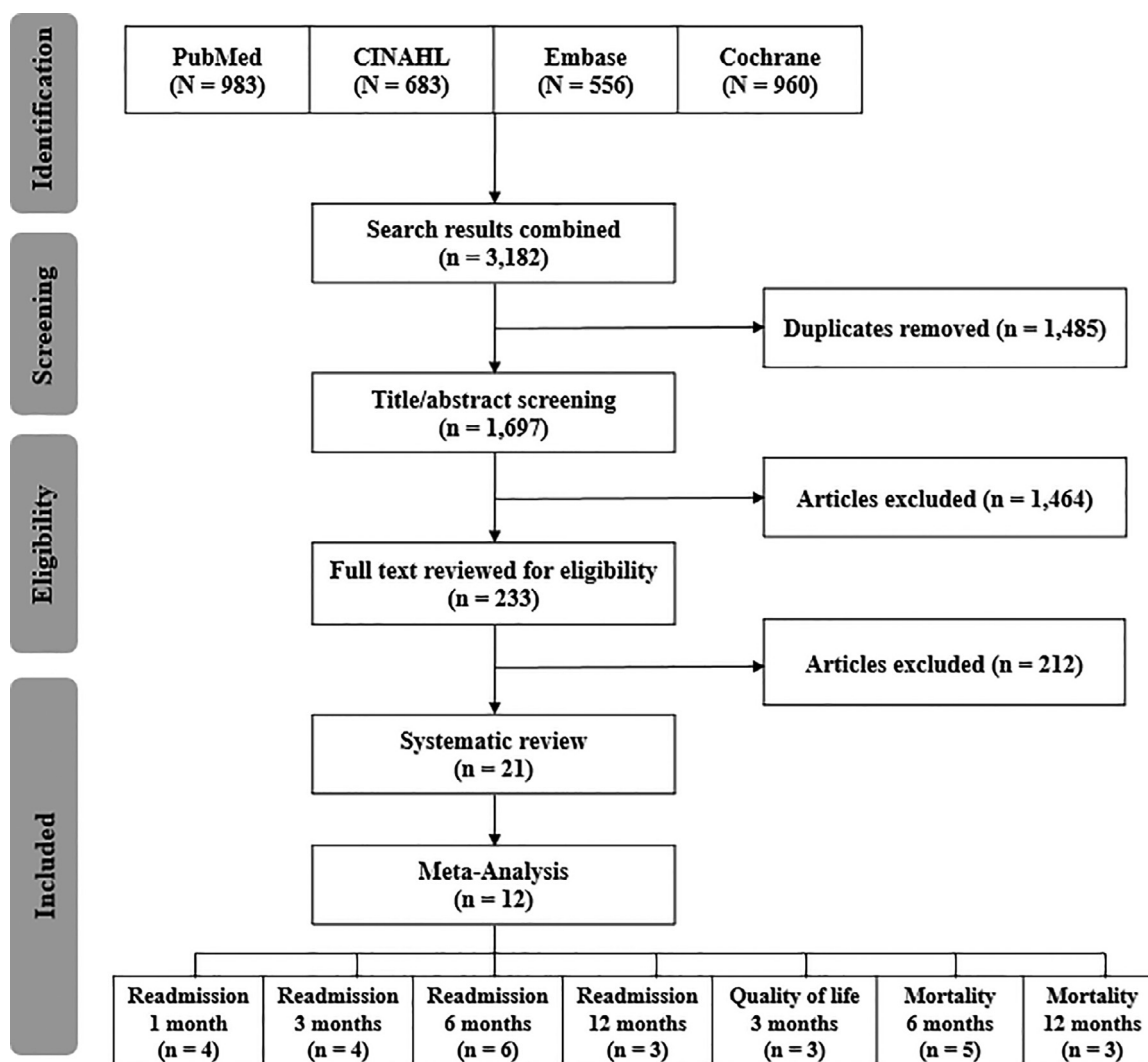 Identification
PubMed
(N = 983)
CINAHL
(N = 683)
Embase
(N = 556)
Cochrane
(N = 960)
Search results combined
(n = 3,182)
Screening
Duplicates removed (n = 1,485)
Title/abstract screening
(n = 1,697)
Eligibility
Articles excluded (n = 1,464)
Full text reviewed for eligibility
(n = 233)
Articles excluded (n = 212)
Included
Systematic review
(n = 21)
Meta-Analysis
(n = 12)
Readmission
1 month
(n = 4)
Readmission
3 months
(n = 4)
Readmission
6 months
(n = 6)
Readmission
12 months
(n = 3)
Quality of life
3 months
(n = 3)
Mortality
6 months
(n = 5)
Mortality
12 months
(n = 3)